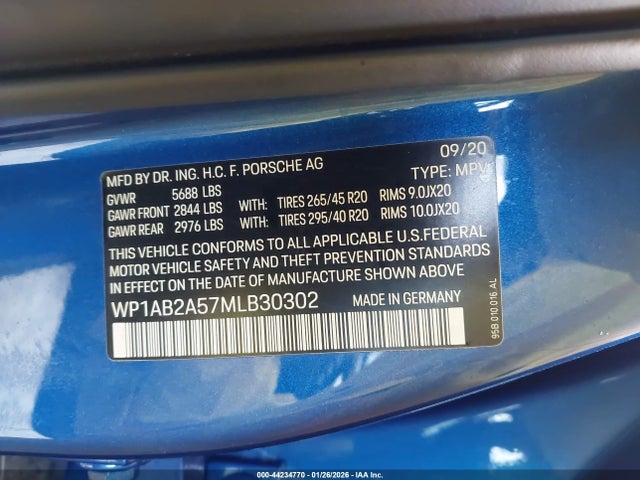 MFD BY DR. ING. H.C. F. PORSCHE AG 09/20
GVWR 5688 LBS TYPE: MPV
GAWR FRONT 2844 LBS WITH: TIRES 265/45 R20 RIMS 9.0JX20
GAWR REAR 2976 LBS WITH: TIRES 295/40 R20 RIMS 10.0JX20
THIS VEHICLE CONFORMS TO ALL APPLICABLE U.S.FEDERAL
MOTOR VEHICLE SAFETY AND THEFT PREVENTION STANDARDS
IN EFFECT ON THE DATE OF MANUFACTURE SHOWN ABOVE
WP1AB2A57MLB30302 MADE IN GERMANY
95B 010 016 AL
000-44234770 - 01/26/2026 - IAA Inc.